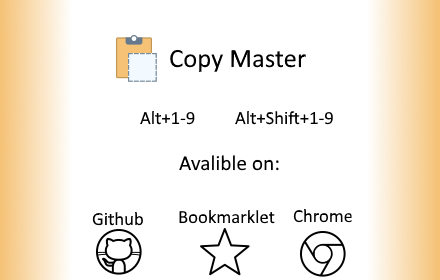 Copy Master
Alt+1-9 Alt+Shift+1-9
Avalible on:
Github Bookmarklet Chrome